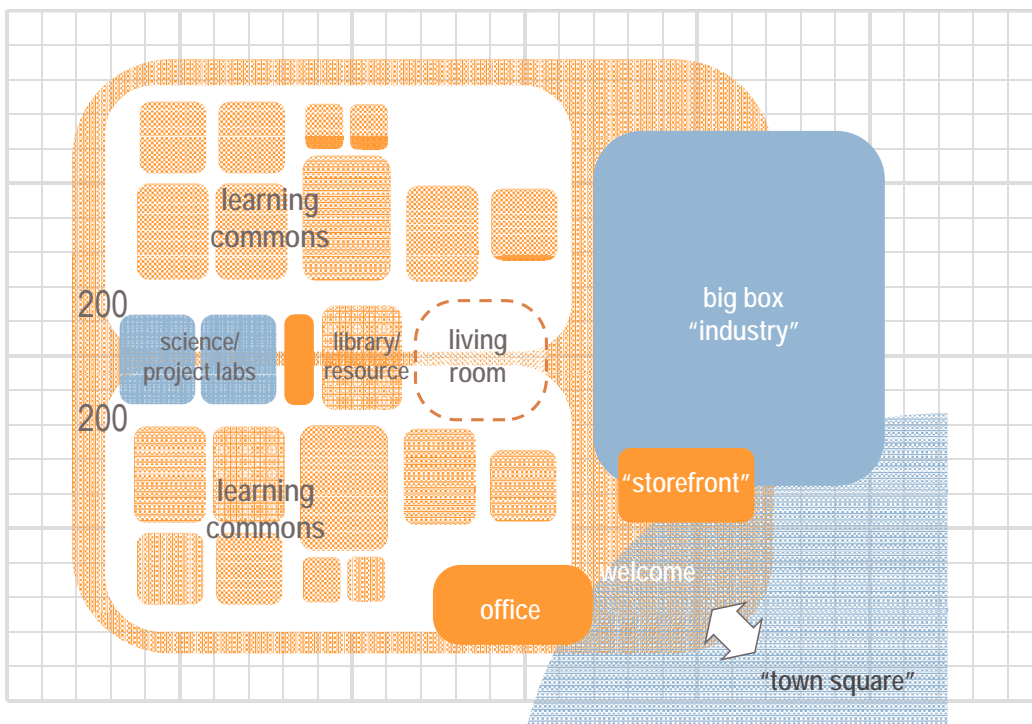 learning
commons
big box
“industry”
200
science/
project labs
library/
resource
living
room
200
“storefront”
learning
commons
welcome
office
“town square”